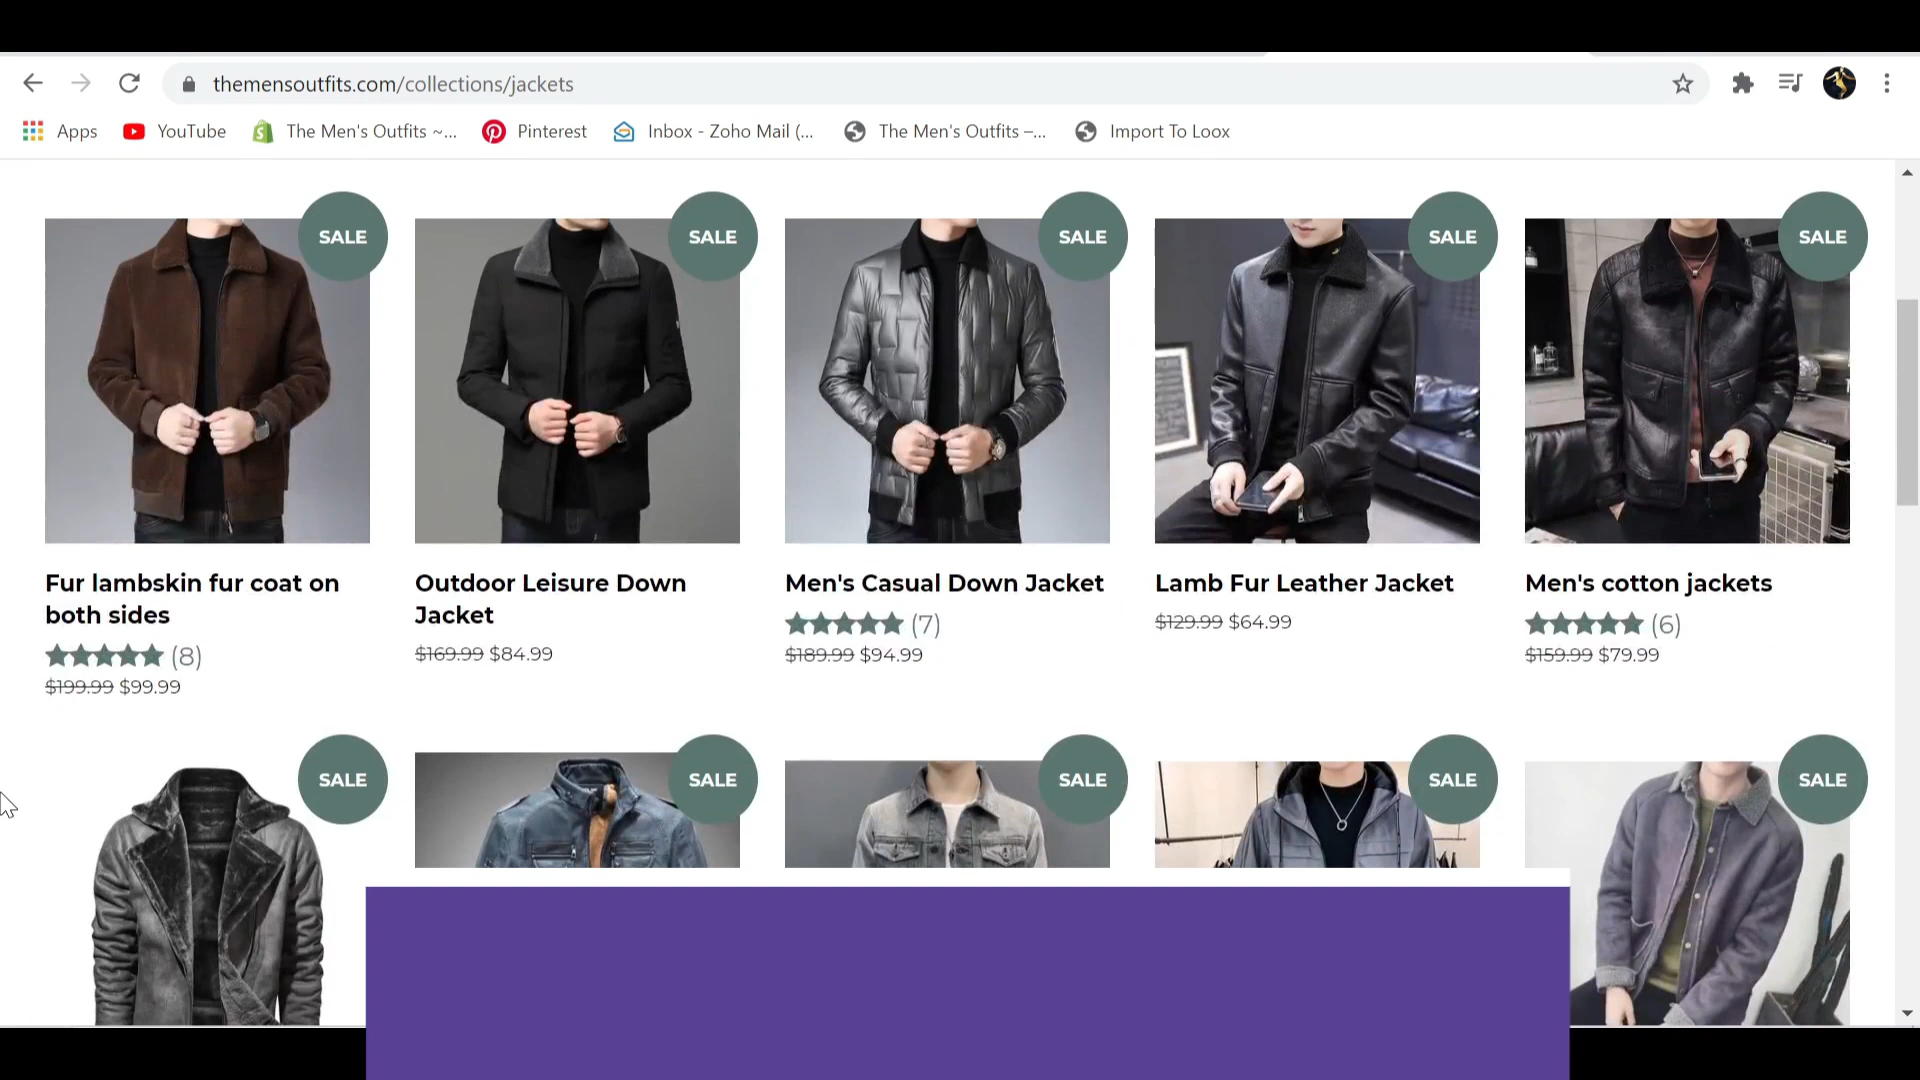 themensoutfits.com/collections/jackets
Apps YouTube The Men's Outfits ~... Pinterest Inbox - Zoho Mail (... The Men's Outfits –... Import To Loox
SALE SALE SALE SALE SALE
Fur lambskin fur coat on
both sides
(8)
$199.99 $99.99
Outdoor Leisure Down
Jacket
$169.99 $84.99
Men's Casual Down Jacket
(7)
$189.99 $94.99
Lamb Fur Leather Jacket
$129.99 $64.99
Men's cotton jackets
(6)
$159.99 $79.99
SALE SALE SALE SALE SALE